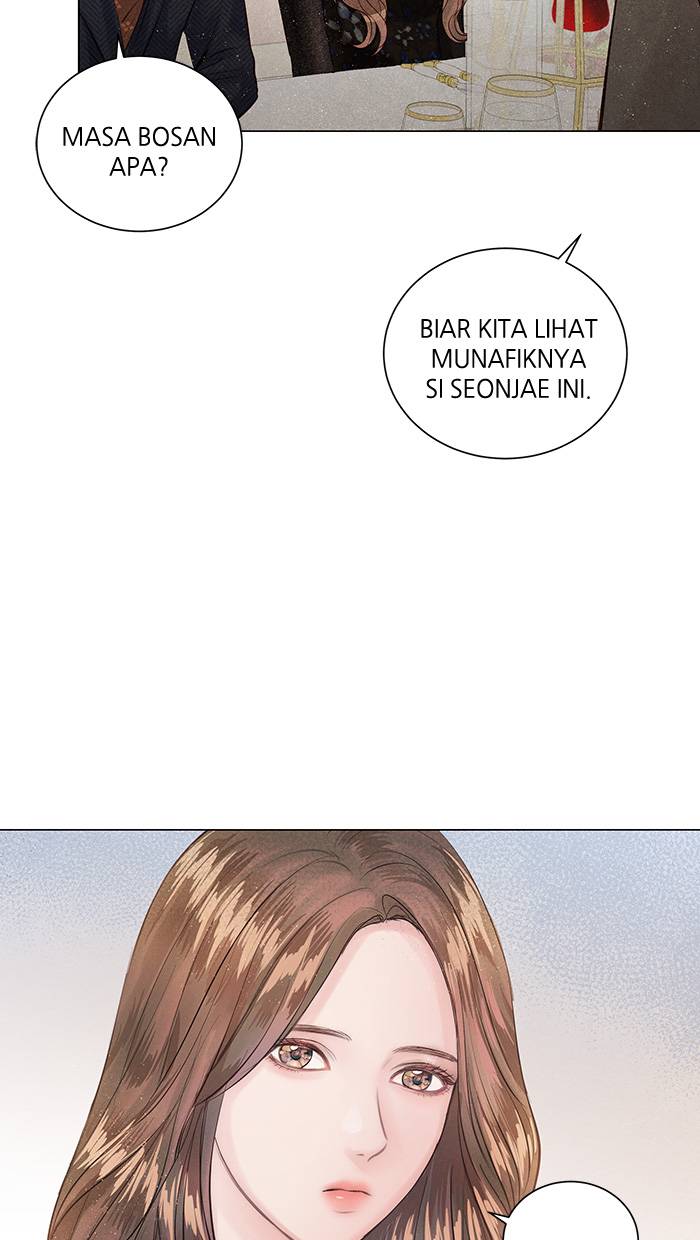 MASA BOSAN
APA?
BIAR KITA LIHAT
MUNAFIKNYA
SI SEONJAE INI.